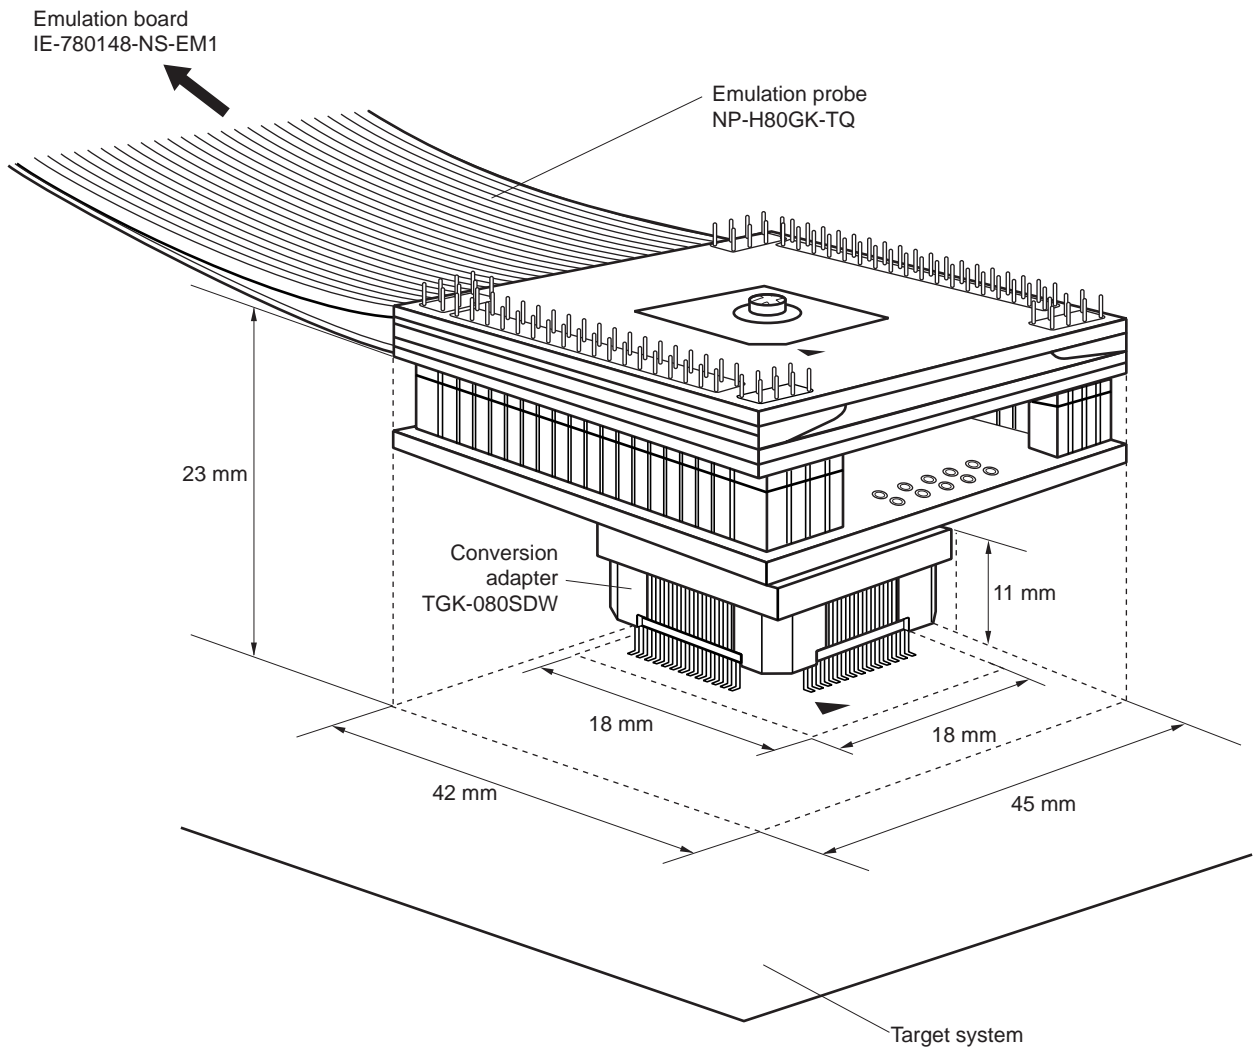 Emulation board
IE-780148-NS-EM1
Emulation probe
NP-H80GK-TQ
23 mm
Conversion
adapter
TGK-080SDW
11 mm
18 mm
18 mm
42 mm
45 mm
Target system